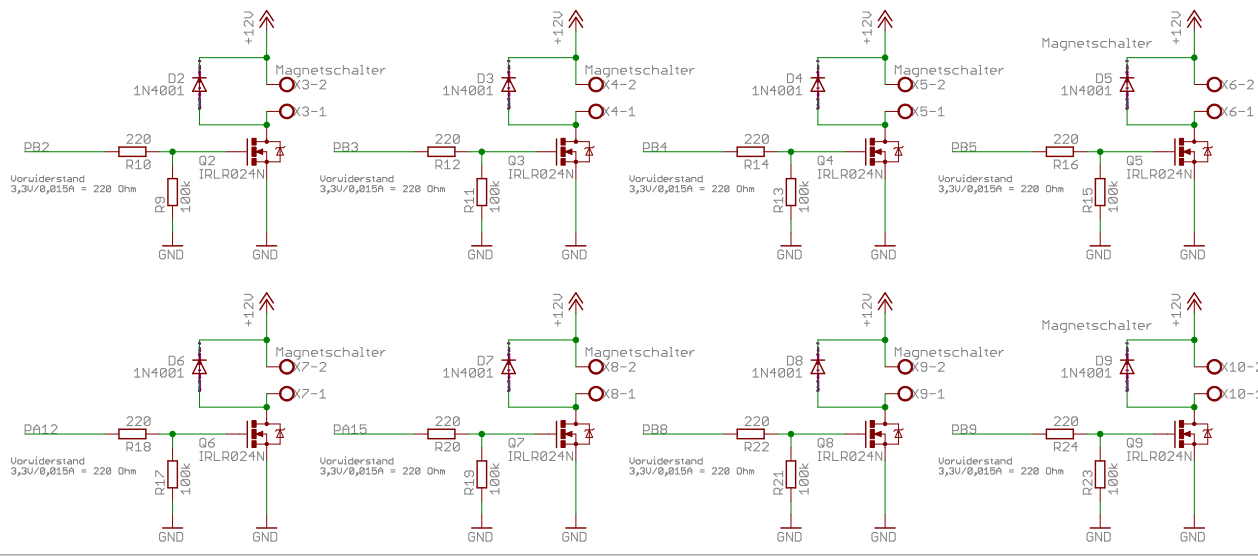 +12V
D2
1N4001
Magnetschalter
X3-2
X3-1
PB2
220
R10
Q2
IRLR024N
Vorwiderstand
3,3V/0,015A = 220 Ohm
R9
100k
GND
GND
+12V
D3
1N4001
Magnetschalter
X4-2
X4-1
PB3
220
R12
Q3
IRLR024N
Vorwiderstand
3,3V/0,015A = 220 Ohm
R11
100k
GND
GND
+12V
D4
1N4001
Magnetschalter
X5-2
X5-1
PB4
220
R14
Q4
IRLR024N
Vorwiderstand
3,3V/0,015A = 220 Ohm
R13
100k
GND
GND
+12V
Magnetschalter
D5
1N4001
X6-2
X6-1
PB5
220
R16
Q5
IRLR024N
Vorwiderstand
3,3V/0,015A = 220 Ohm
R15
100k
GND
GND
+12V
D6
1N4001
Magnetschalter
X7-2
X7-1
PA12
220
R18
Q6
IRLR024N
Vorwiderstand
3,3V/0,015A = 220 Ohm
R17
100k
GND
GND
+12V
D7
1N4001
Magnetschalter
X8-2
X8-1
PA15
220
R20
Q7
IRLR024N
Vorwiderstand
3,3V/0,015A = 220 Ohm
R19
100k
GND
GND
+12V
D8
1N4001
Magnetschalter
X9-2
X9-1
PB8
220
R22
Q8
IRLR024N
Vorwiderstand
3,3V/0,015A = 220 Ohm
R21
100k
GND
GND
+12V
Magnetschalter
D9
1N4001
X10-2
X10-1
PB9
220
R24
Q9
IRLR024N
Vorwiderstand
3,3V/0,015A = 220 Ohm
R23
100k
GND
GND